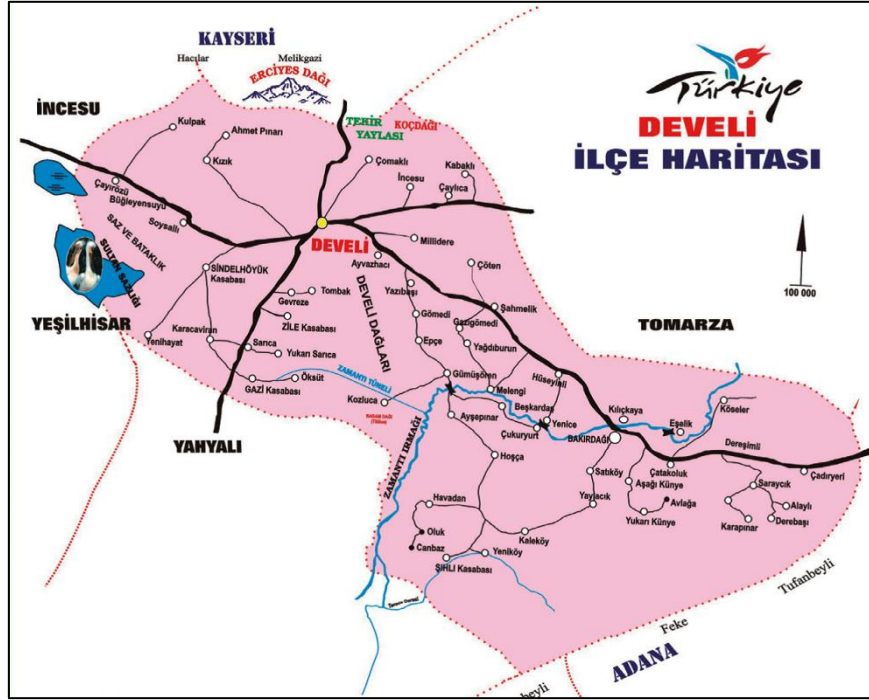 KAYSERİ
Hacılar
Melikgazi
ERCİYES DAĞI
Türkiye
DEVELİ
İLÇE HARİTASI
İNCESU
TEKİR
YAYLASI
KOÇDAĞI
Kulpak
Ahmet Pınarı
Kızık
Çomaklı
Kabaklı
İncesu
Çaylıca
Çayırözü
Büğleyensuyu
Soysallı
SAZ VE BATAKLIK
SULTAN SAZLIĞI
DEVELİ
Millidere
Ayvazhacı
SİNDELHÖYÜK
Kasabası
Çöten
100 000
YEŞİLHİSAR
Tombak
Gevreze
Yazıbaşı
DEVELİ DAĞLARI
Şahmelik
Gömedi
Gazigömedi
TOMARZA
Karacaviran
ZİLE Kasabası
Yenihayat
Sarıca
Yukarı Sarıca
Epçe
Yağdıburun
ZAMANTI TÜNELİ
Gümüşören
Hüseyinli
GAZİ Kasabası
Öksüt
Melengi
Kozluca
Beşkardaş
Kılıçkaya
Köseler
Ayşepınar
Yenice
Eşelik
Çukuryurt
BAKIRDAĞI
YAHYALI
ZAMANTI IRMAĞI
Dereşimli
Hoşça
Satıköy
Çatakoluk
Çadıryeri
Aşağı Künye
Saraycık
Havadan
Yaylacık
Avlağa
Alaylı
Yukarı Künye
Karapınar
Derebaşı
Oluk
Kaleköy
Canbaz
Yeniköy
ŞIHLI Kasabası
Tufanbeyli
Feke
ADANA